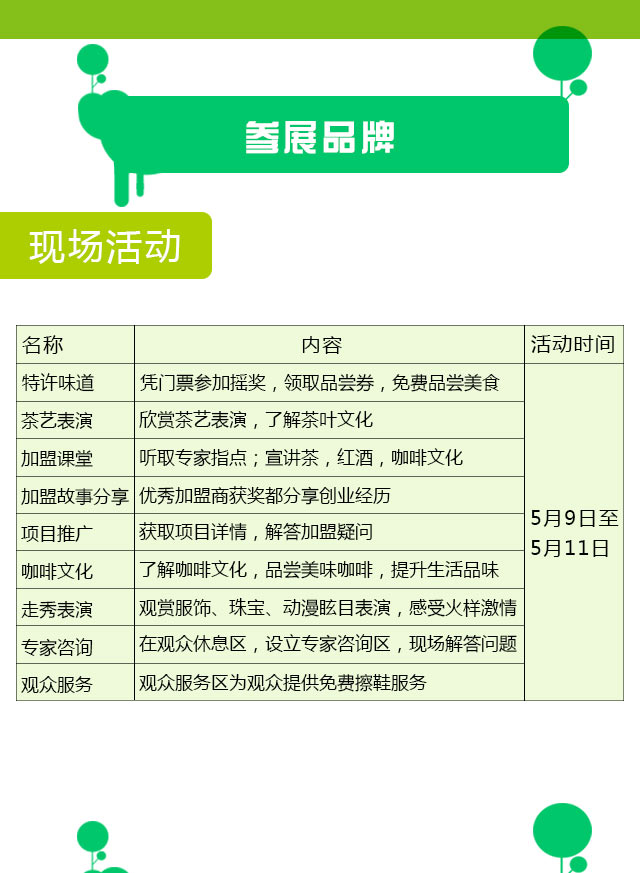 参展品牌
现场活动
名称 内容 活动时间
特许味道 凭门票参加摇奖，领取品尝券，免费品尝美食
茶艺表演 欣赏茶艺表演，了解茶叶文化
加盟课堂 听取专家指点；宣讲茶，红酒，咖啡文化
加盟故事分享 优秀加盟商获奖都分享创业经历
项目推广 获取项目详情，解答加盟疑问
咖啡文化 了解咖啡文化，品尝美味咖啡，提升生活品味
走秀表演 观赏服饰、珠宝、动漫眩目表演，感受火样激情
专家咨询 在观众休息区，设立专家咨询区，现场解答问题
观众服务 观众服务区为观众提供免费擦鞋服务
5月9日至
5月11日